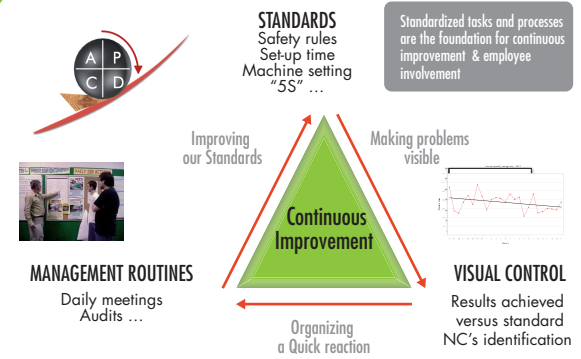 STANDARDS
Safety rules
Set-up time
Machine setting
“5S” ...
Standardized tasks and processes
are the foundation for continuous
improvement & employee
involvement
A P
C D
Improving
our Standards
Making problems
visible
Continuous
Improvement
MANAGEMENT ROUTINES
Daily meetings
Audits ...
VISUAL CONTROL
Results achieved
versus standard
NC’s identification
Organizing
a Quick reaction